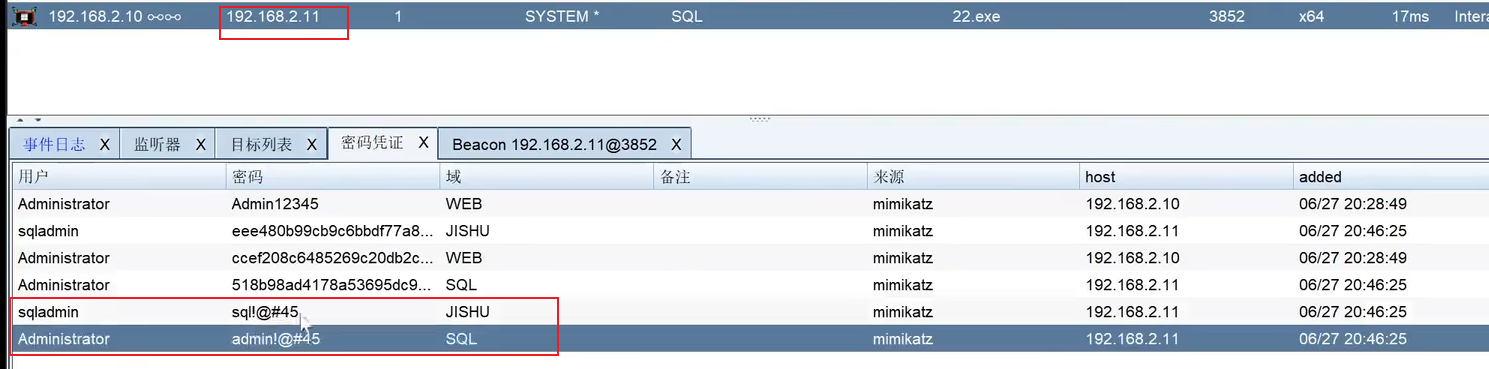 192.168.2.10 192.168.2.11 1 SYSTEM * SQL 22.exe 3852 x64 17ms Intera
事件日志 X 监听器 X 目标列表 X 密码凭证 X Beacon 192.168.2.11@3852 X
用户 密码 域 备注 来源 host added
Administrator Admin12345 WEB mimikatz 192.168.2.10 06/27 20:28:49
sqladmin eee480b99cb9c6bbdf77a8... JISHU mimikatz 192.168.2.11 06/27 20:46:25
Administrator ccef208c6485269c20db2c... WEB mimikatz 192.168.2.10 06/27 20:28:49
Administrator 518b98ad4178a53695dc9... SQL mimikatz 192.168.2.11 06/27 20:46:25
sqladmin sql!@#45 JISHU mimikatz 192.168.2.11 06/27 20:46:25
Administrator admin!@#45 SQL mimikatz 192.168.2.11 06/27 20:46:25